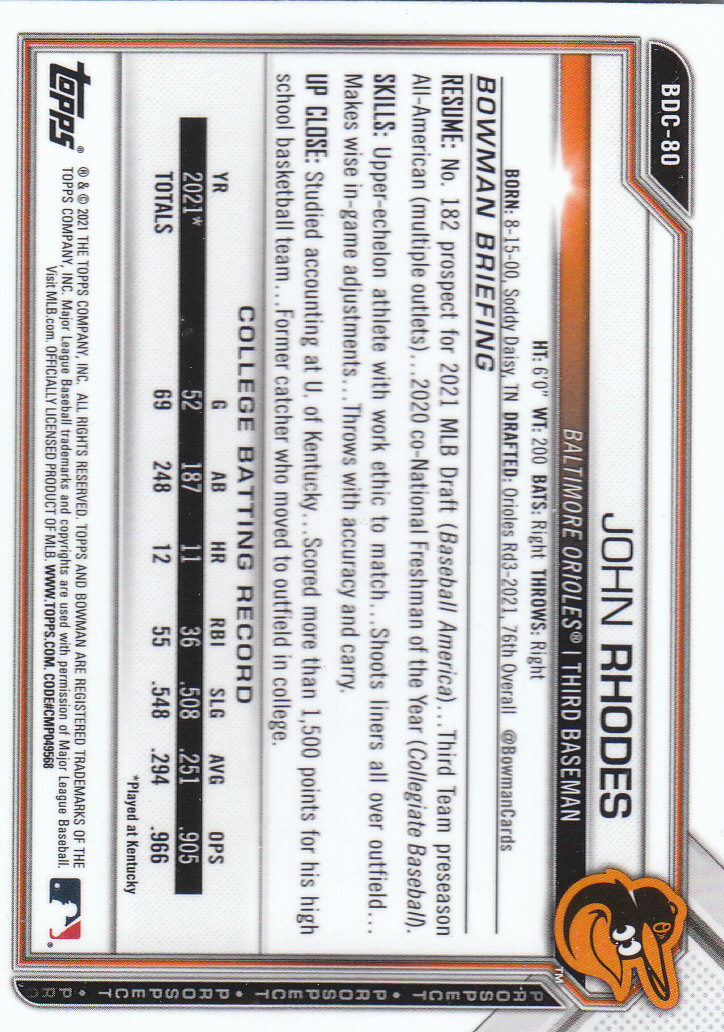 BDC-80
JOHN RHODES
BALTIMORE ORIOLES® | THIRD BASEMAN
HT: 6'0" WT: 200 BATS: Right THROWS: Right
BORN: 8-15-00, Soddy Daisy, TN DRAFTED: Orioles Rd3-2021, 76th Overall @BowmanCards
BOWMAN BRIEFING
RESUME: No. 182 prospect for 2021 MLB Draft (Baseball America)...Third Team preseason
All-American (multiple outlets)...2020 co-National Freshman of the Year (Collegiate Baseball).
SKILLS: Upper-echelon athlete with work ethic to match...Shoots liners all over outfield...
Makes wise in-game adjustments...Throws with accuracy and carry.
UP CLOSE: Studied accounting at U. of Kentucky...Scored more than 1,500 points for his high
school basketball team...Former catcher who moved to outfield in college.
COLLEGE BATTING RECORD
YR G AB HR RBI SLG AVG OPS
2021* 52 187 11 36 .508 .251 .905
TOTALS 69 248 12 55 .548 .294 .966
*Played at Kentucky
topps®
® & © 2021 THE TOPPS COMPANY, INC. ALL RIGHTS RESERVED. TOPPS AND BOWMAN ARE REGISTERED TRADEMARKS OF THE
TOPPS COMPANY, INC. Major League Baseball trademarks and copyrights are used with permission of Major League Baseball.
Visit MLB.com. OFFICIALLY LICENSED PRODUCT OF MLB. WWW.TOPPS.COM. CODE#CMP049568
O's
TM
®
PROSPECT • PROSPECT • PROSPECT • PROSPECT • PR